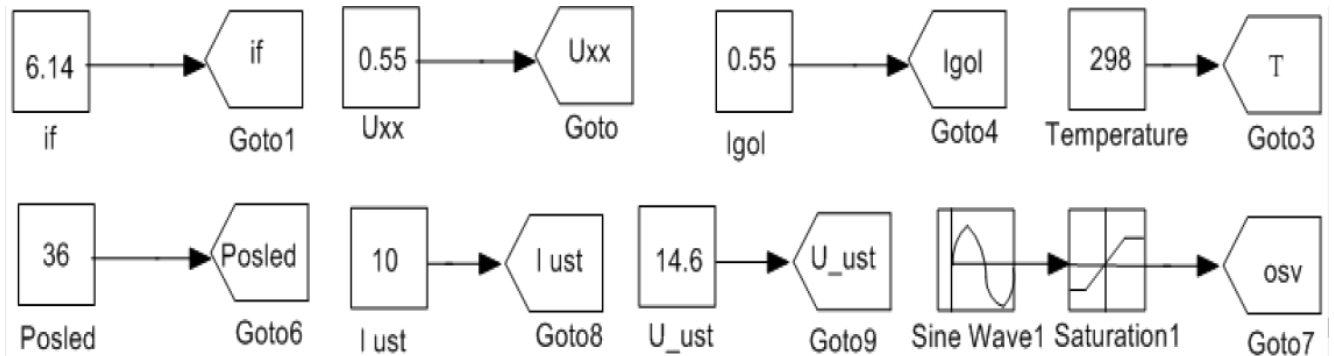 6.14
if
if
Goto1
0.55
Uxx
Uxx
Goto
0.55
Igol
Igol
Goto4
298
Temperature
T
Goto3
36
Posled
Posled
Goto6
10
I ust
I ust
Goto8
14.6
U_ust
U_ust
Goto9
Sine Wave1
Saturation1
osv
Goto7